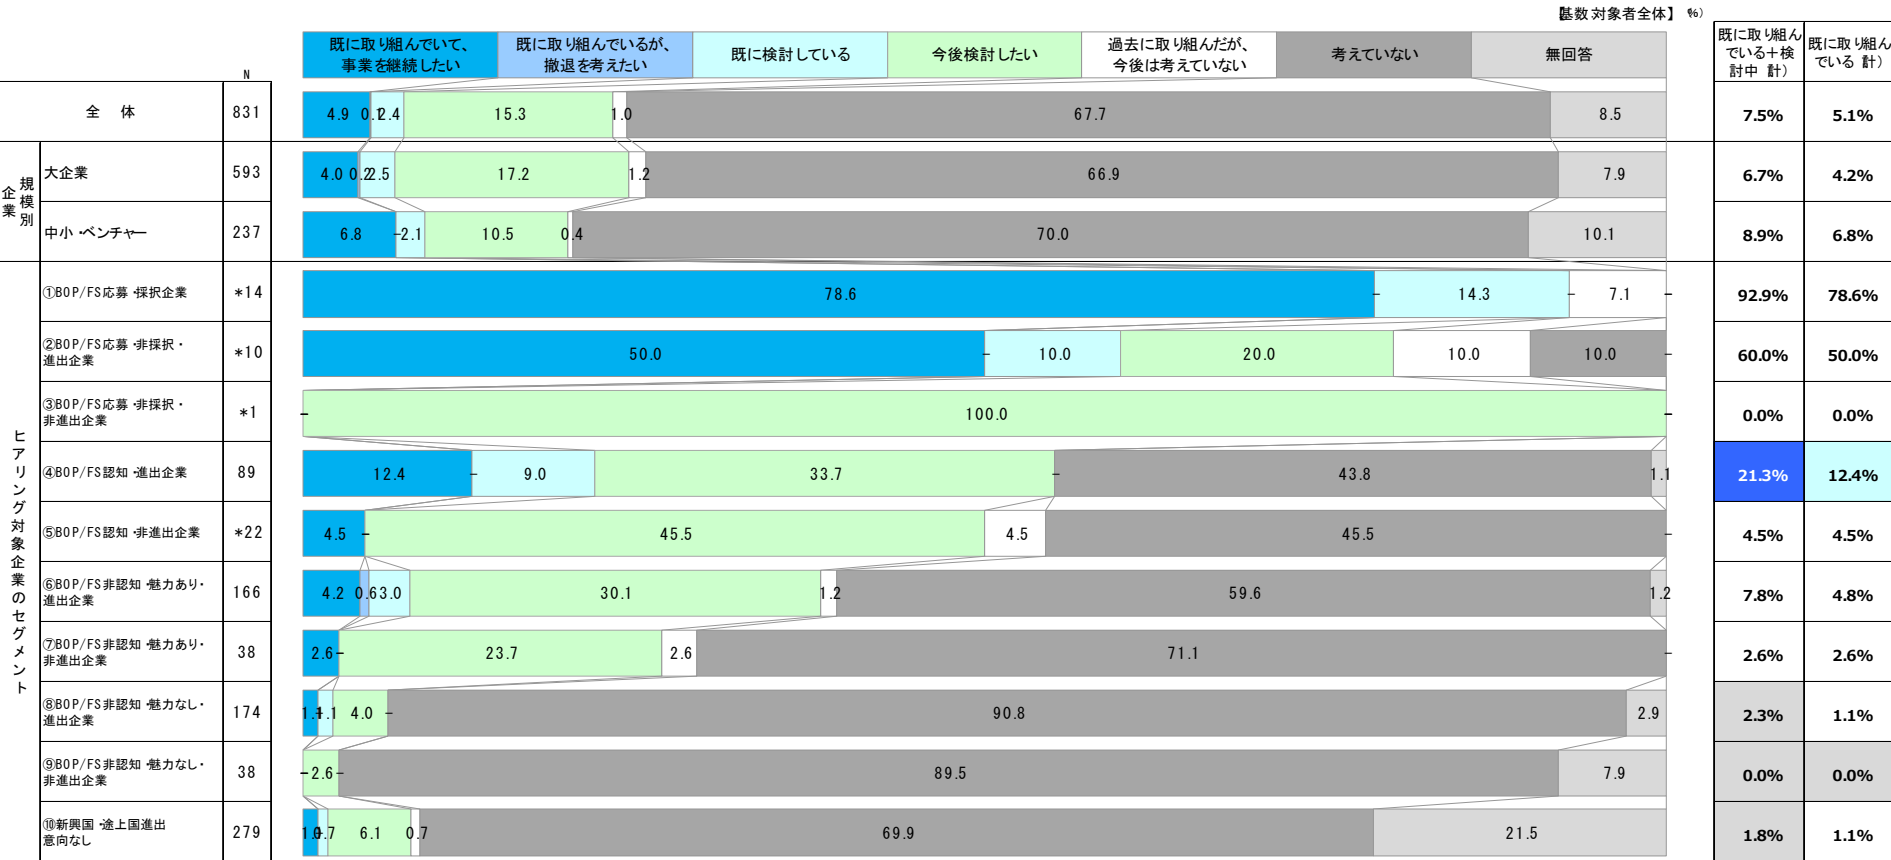 【基数:対象者全体】 %)
既に取り組んでいて、
事業を継続したい
既に取り組んでいるが、
撤退を考えたい
既に検討している
今後検討したい
過去に取り組んだが、
今後は考えていない
考えていない
無回答
既に取り組ん
でいる＋検
討中 計)
既に取り組ん
でいる 計)
N
全 体 831 4.9 0.1 2.4 15.3 1.0 67.7 8.5 7.5% 5.1%
企業
規模別
大企業 593 4.0 0.2 2.5 17.2 1.2 66.9 7.9 6.7% 4.2%
中小・ベンチャー 237 6.8 - 2.1 10.5 0.4 70.0 10.1 8.9% 6.8%
ヒアリング対象企業のセグメント
①BOP/FS応募・採択企業 *14 78.6 - 14.3 - 7.1 - 92.9% 78.6%
②BOP/FS応募・非採択・
進出企業 *10 50.0 - 10.0 20.0 10.0 10.0 - 60.0% 50.0%
③BOP/FS応募・非採択・
非進出企業 *1 - 100.0 - 0.0% 0.0%
④BOP/FS認知・進出企業 89 12.4 - 9.0 33.7 - 43.8 1.1 21.3% 12.4%
⑤BOP/FS認知・非進出企業 *22 4.5 - 45.5 4.5 45.5 - 4.5% 4.5%
⑥BOP/FS非認知・魅力あり・
進出企業 166 4.2 0.6 3.0 30.1 1.2 59.6 1.2 7.8% 4.8%
⑦BOP/FS非認知・魅力あり・
非進出企業 38 2.6 - 23.7 2.6 71.1 - 2.6% 2.6%
⑧BOP/FS非認知・魅力なし・
進出企業 174 1.1 - 1.1 4.0 - 90.8 2.9 2.3% 1.1%
⑨BOP/FS非認知・魅力なし・
非進出企業 38 - 2.6 - 89.5 7.9 0.0% 0.0%
⑩新興国・途上国進出
意向なし 279 - 0.7 6.1 0.7 69.9 21.5 1.8% 1.1%